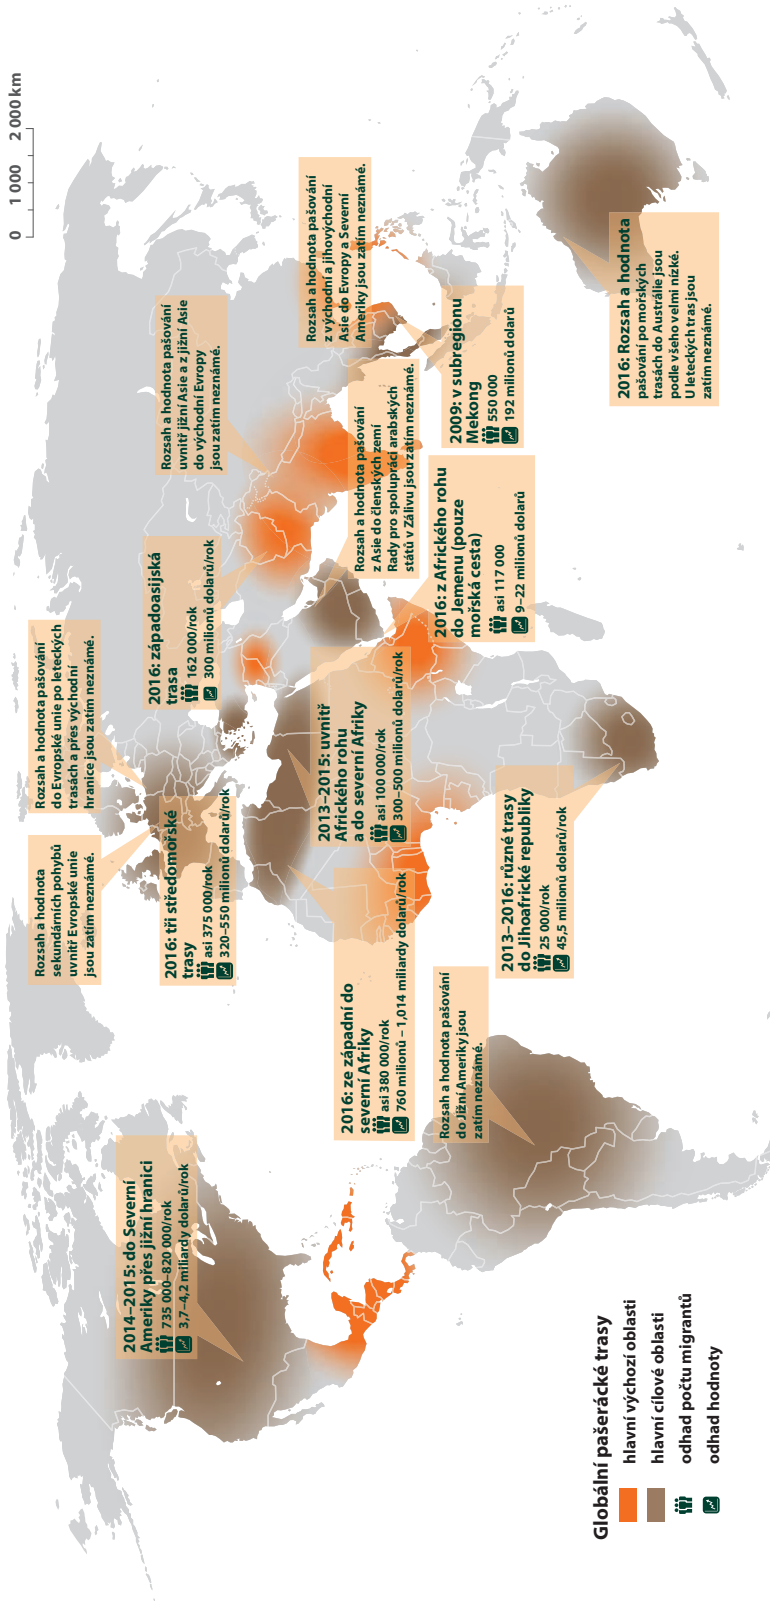 0 1 000 2 000 km
Rozsah a hodnota
sekundárních pohybů
uvnitř Evropské unie
jsou zatím neznámé.
Rozsah a hodnota pašování
do Evropské unie po leteckých
trasách a přes východní
hranice jsou zatím neznámé.
2014–2015: do Severní
Ameriky přes jižní hranici
735 000–820 000/rok
3,7–4,2 miliardy dolarů/rok
2016: tři středomořské
trasy
asi 375 000/rok
320–550 milionů dolarů/rok
2016: západoasijská
trasa
162 000/rok
300 milionů dolarů/rok
Rozsah a hodnota pašování
uvnitř jižní Asie a z jižní Asie
do východní Evropy
jsou zatím neznámé.
Rozsah a hodnota pašování
z východní a jihovýchodní
Asie do Evropy a Severní
Ameriky jsou zatím neznámé.
2013–2015: uvnitř
Afrického rohu
a do severní Afriky
asi 100 000/rok
300–500 milionů dolarů/rok
Rozsah a hodnota pašování
z Asie do členských zemí
Rady pro spolupráci arabských
států v Zálivu jsou zatím neznámé.
2016: ze západní do
severní Afriky
asi 380 000/rok
760 milionů – 1,014 miliardy dolarů/rok
2016: z Afrického rohu
do Jemenu (pouze
mořská cesta)
asi 117 000
9–22 milionů dolarů
2009: v subregionu
Mekong
550 000
192 milionů dolarů
Rozsah a hodnota pašování
do Jižní Ameriky jsou
zatím neznámé.
2013–2016: různé trasy
do Jihoafrické republiky
25 000/rok
45,5 milionů dolarů/rok
2016: Rozsah a hodnota
pašování po mořských
trasách do Austrálie jsou
podle všeho velmi nízké.
U leteckých tras jsou
zatím neznámé.
Globální pašerácké trasy
hlavní výchozí oblasti
hlavní cílové oblasti
odhad počtu migrantů
odhad hodnoty